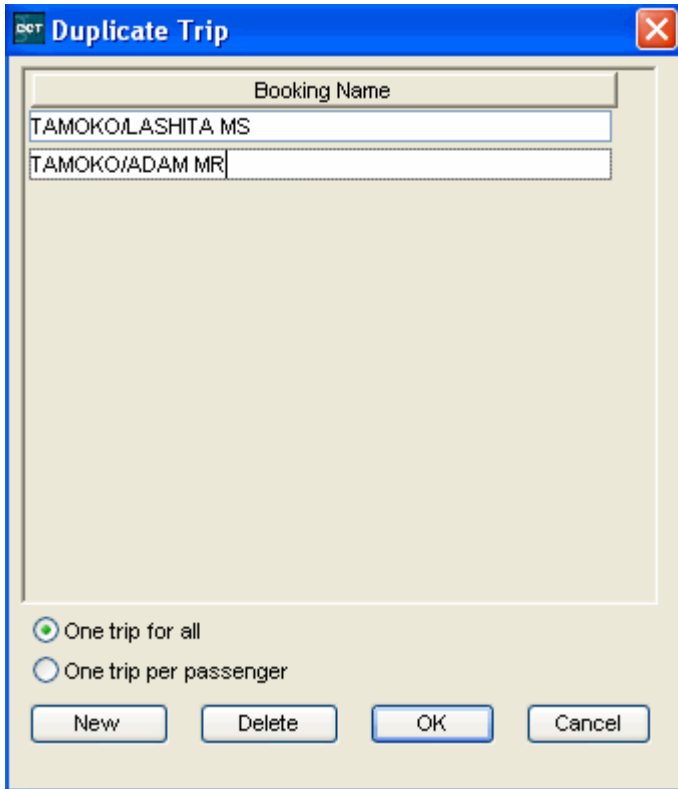 Duplicate Trip
Booking Name
TAMOKO/LASHITA MS
TAMOKO/ADAM MR
One trip for all
One trip per passenger
New Delete OK Cancel